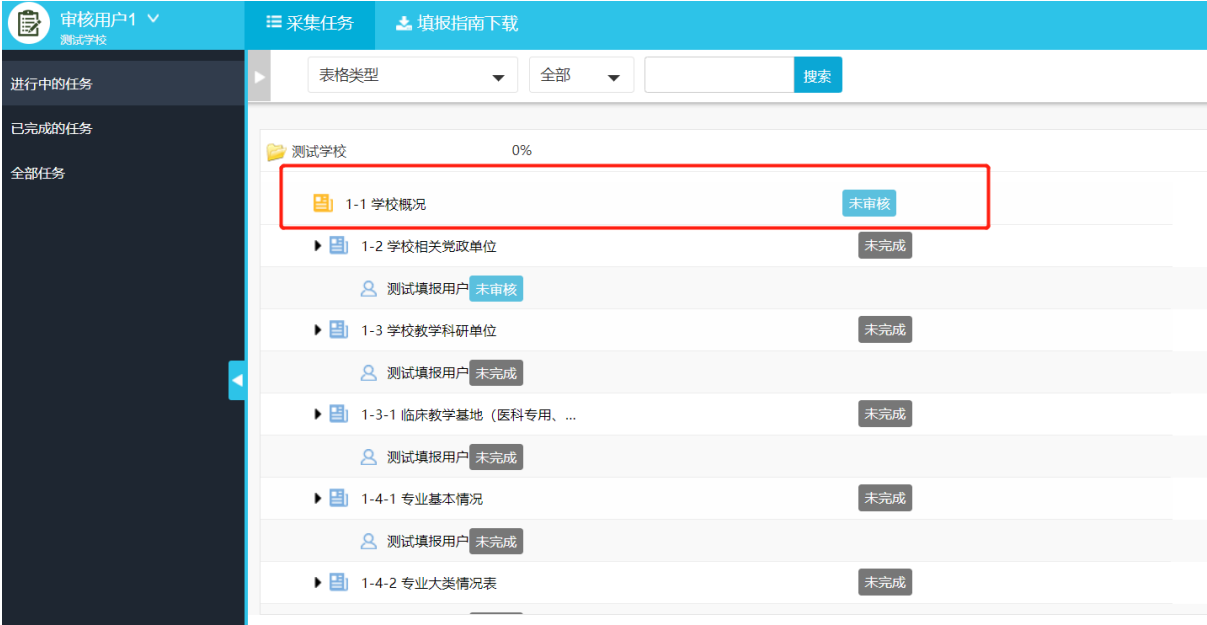 审核用户1
测试学校
采集任务 填报指南下载
进行中的任务
已完成的任务
全部任务
表格类型 全部 搜索
测试学校 0%
1-1 学校概况 未审核
1-2 学校相关党政单位 未完成
测试填报用户 未审核
1-3 学校教学科研单位 未完成
测试填报用户 未完成
1-3-1 临床教学基地（医科专用、... 未完成
测试填报用户 未完成
1-4-1 专业基本情况 未完成
测试填报用户 未完成
1-4-2 专业大类情况表 未完成